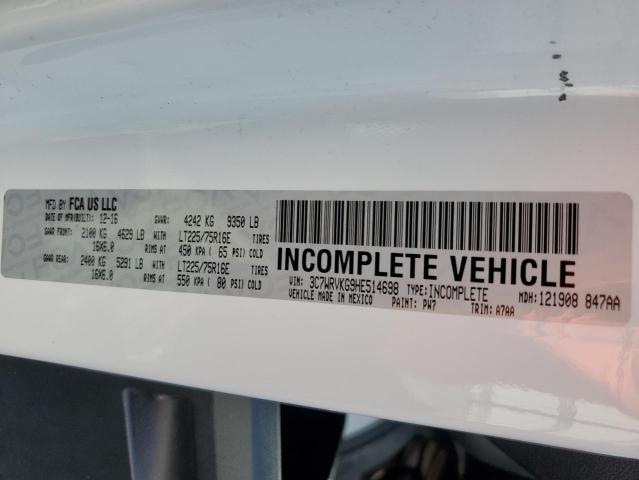 MFD BY FCA US LLC
DATE OF MFR(BUILT): 12-16 GVWR: 4242 KG 9350 LB
GAWR FRONT: 2100 KG 4629 LB WITH LT225/75R16E TIRES
16X6.0 RIMS AT 450 KPA ( 65 PSI) COLD
GAWR REAR: 2400 KG 5291 LB WITH LT225/75R16E TIRES
16X6.0 RIMS AT 550 KPA ( 80 PSI) COLD
INCOMPLETE VEHICLE
VIN: 3C7WRVKG9HE514698 TYPE: INCOMPLETE MDH: 121908 847AA
VEHICLE MADE IN MEXICO PAINT: PW7 TRIM: A7AA